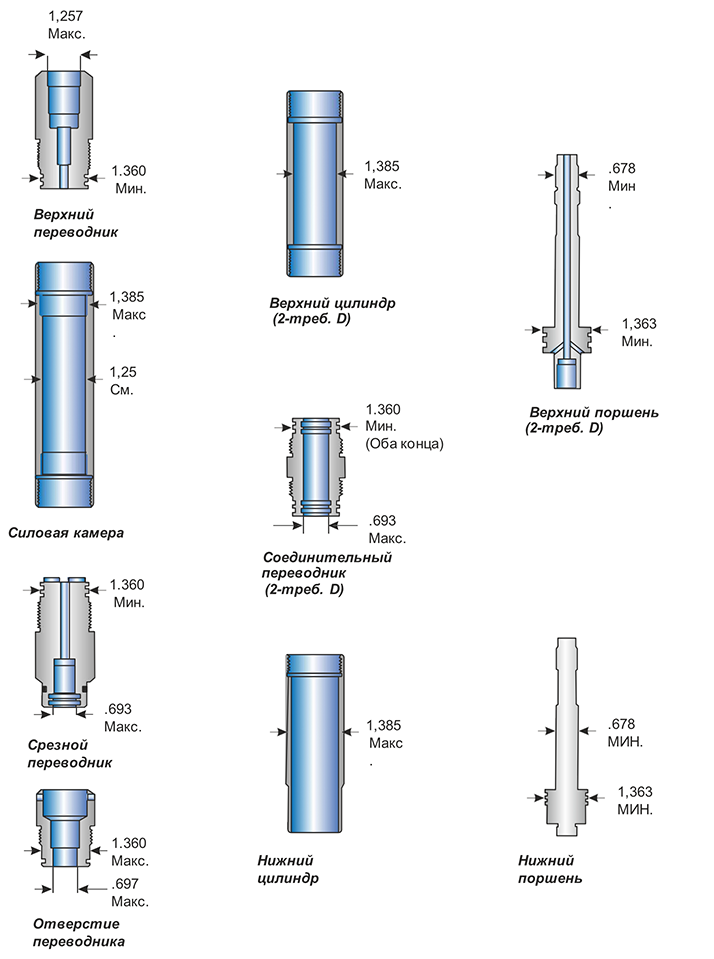 1,257
Макс.
1.360
Мин.
Верхний
переводник
1,385
Макс
.
1,25
См.
Силовая камера
1.360
Мин.
.693
Макс.
Срезной
переводник
1.360
Макс.
.697
Макс.
Отверстие
переводника
1,385
Макс.
Верхний цилиндр
(2-треб. D)
1.360
Мин.
(Оба конца)
.693
Макс.
Соединительный
переводник
(2-треб. D)
1,385
Макс
.
Нижний
цилиндр
.678
Мин
.
1,363
Мин.
Верхний поршень
(2-треб. D)
.678
МИН.
1,363
МИН.
Нижний
поршень